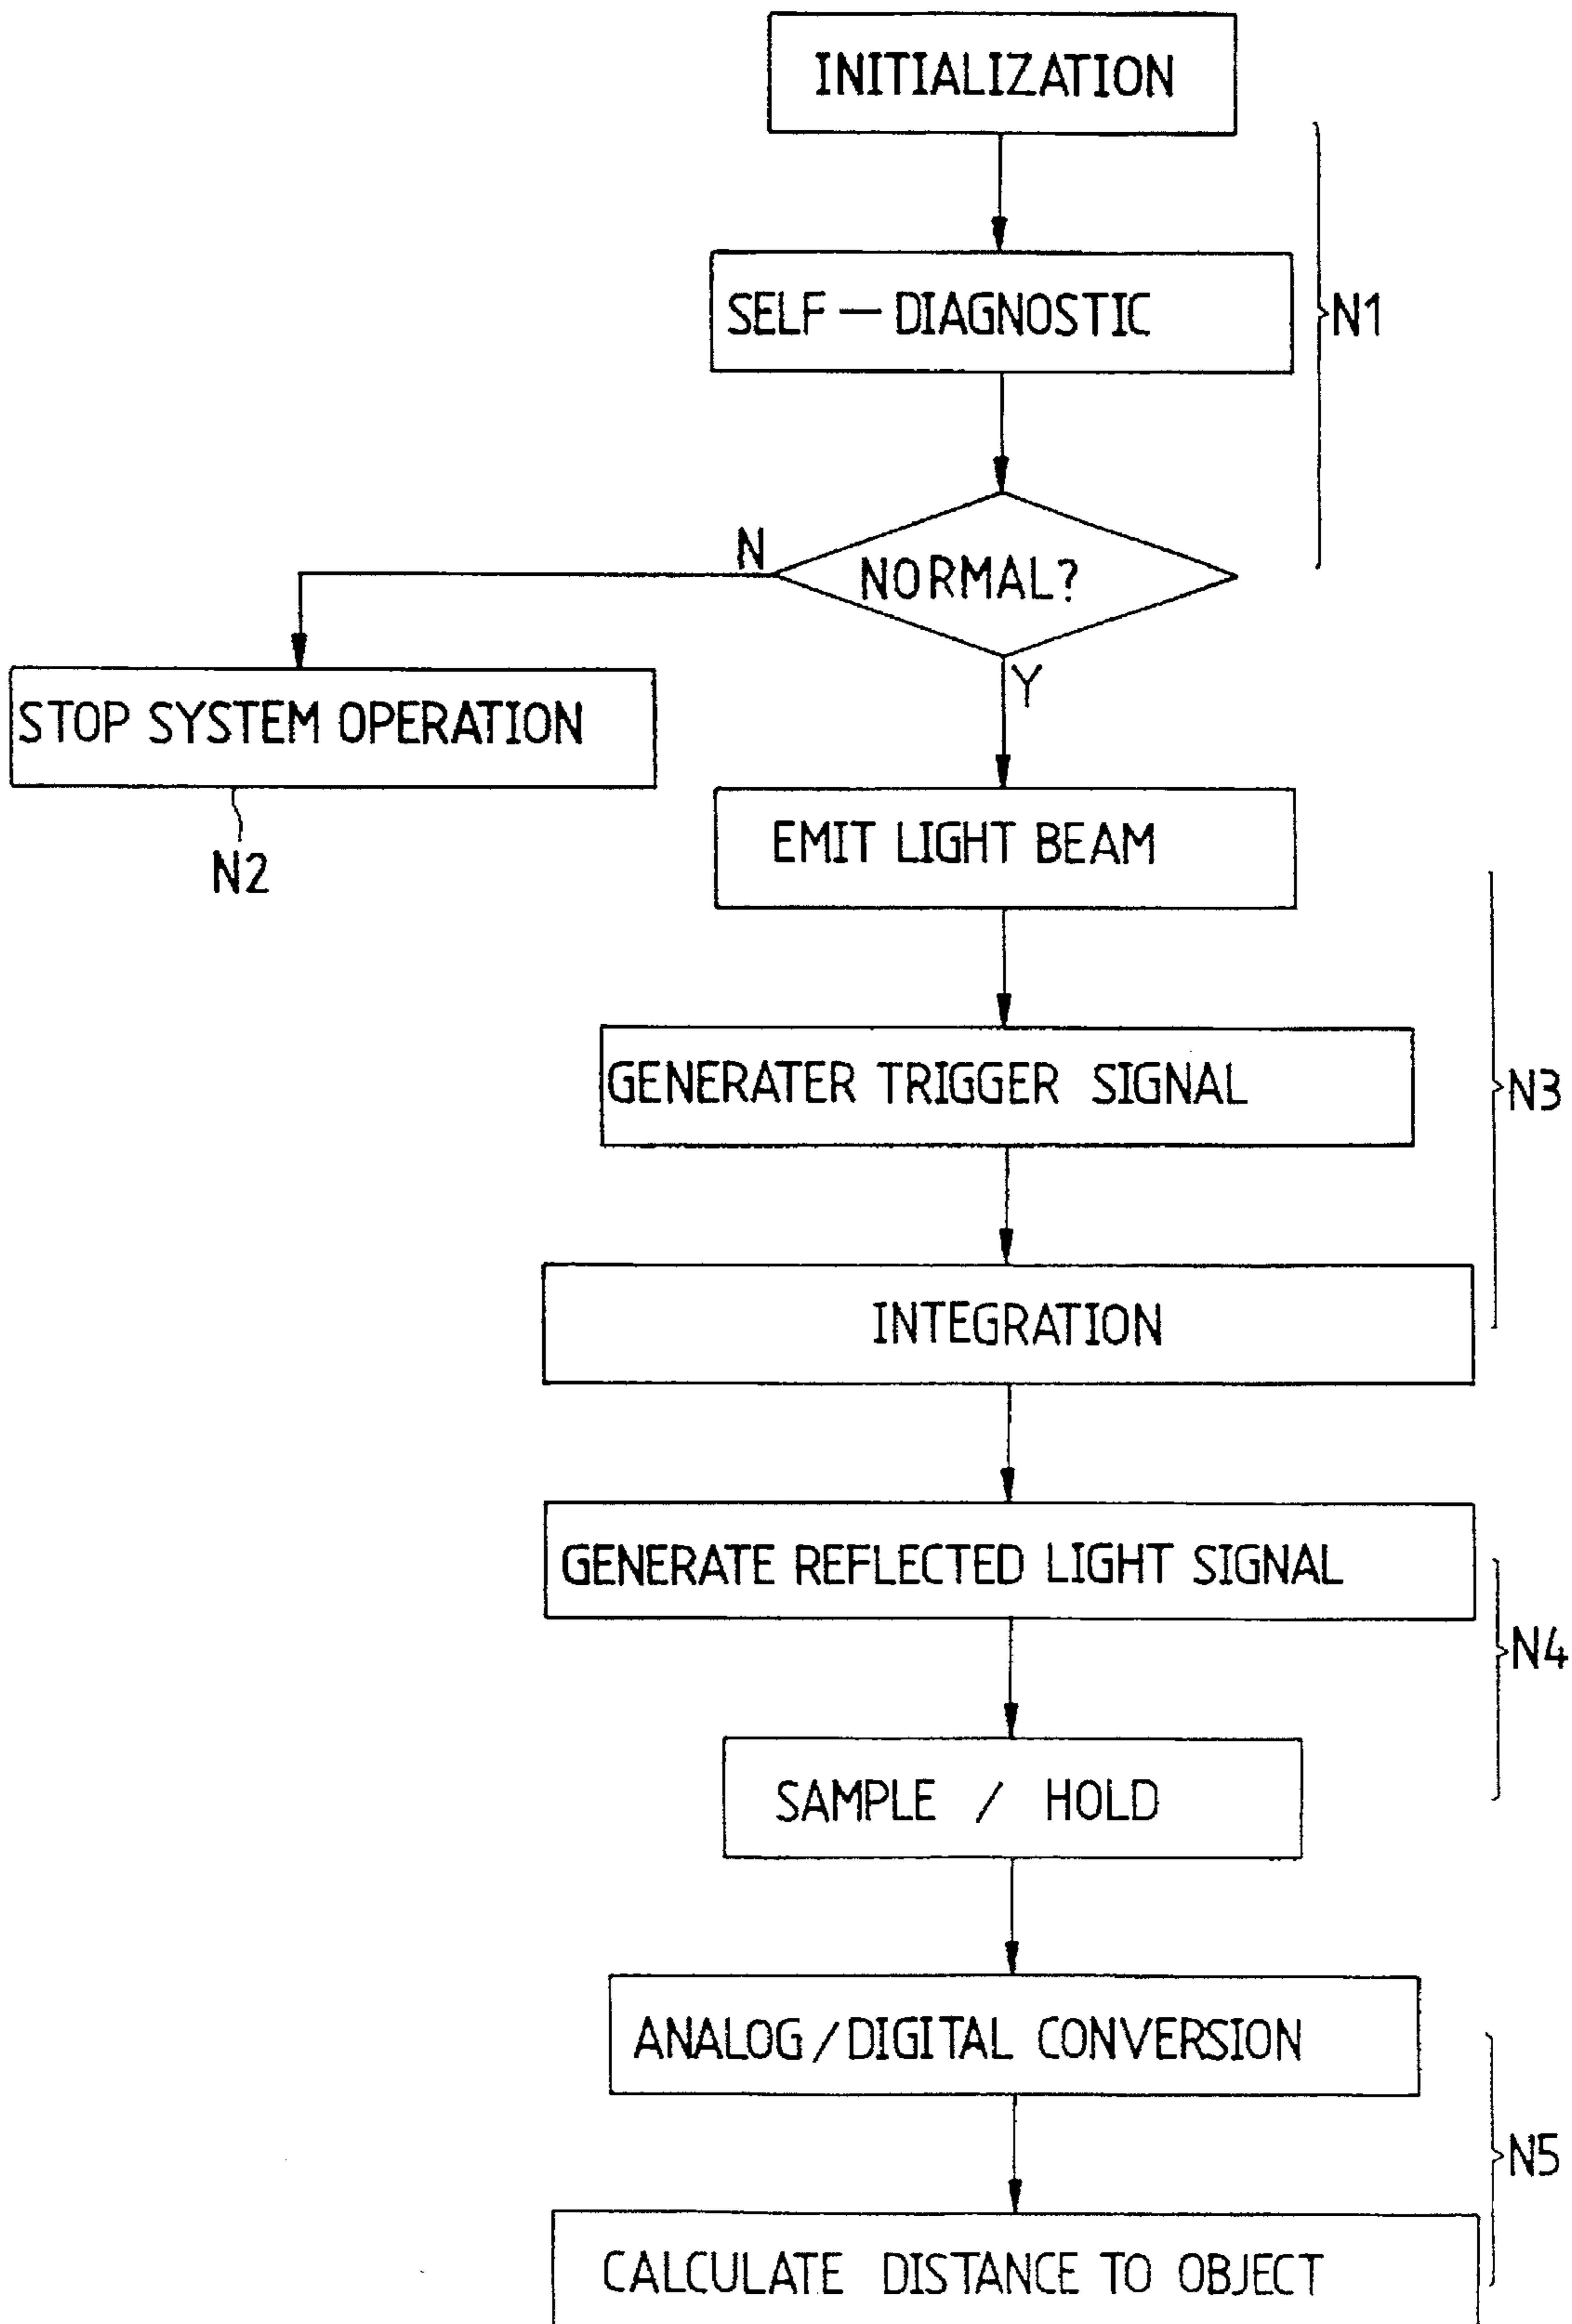 INITIALIZATION
SELF — DIAGNOSTIC
N1
N
NORMAL?
Y
STOP SYSTEM OPERATION
N2
EMIT LIGHT BEAM
GENERATER TRIGGER SIGNAL
N3
INTEGRATION
GENERATE REFLECTED LIGHT SIGNAL
N4
SAMPLE / HOLD
ANALOG/DIGITAL CONVERSION
N5
CALCULATE DISTANCE TO OBJECT